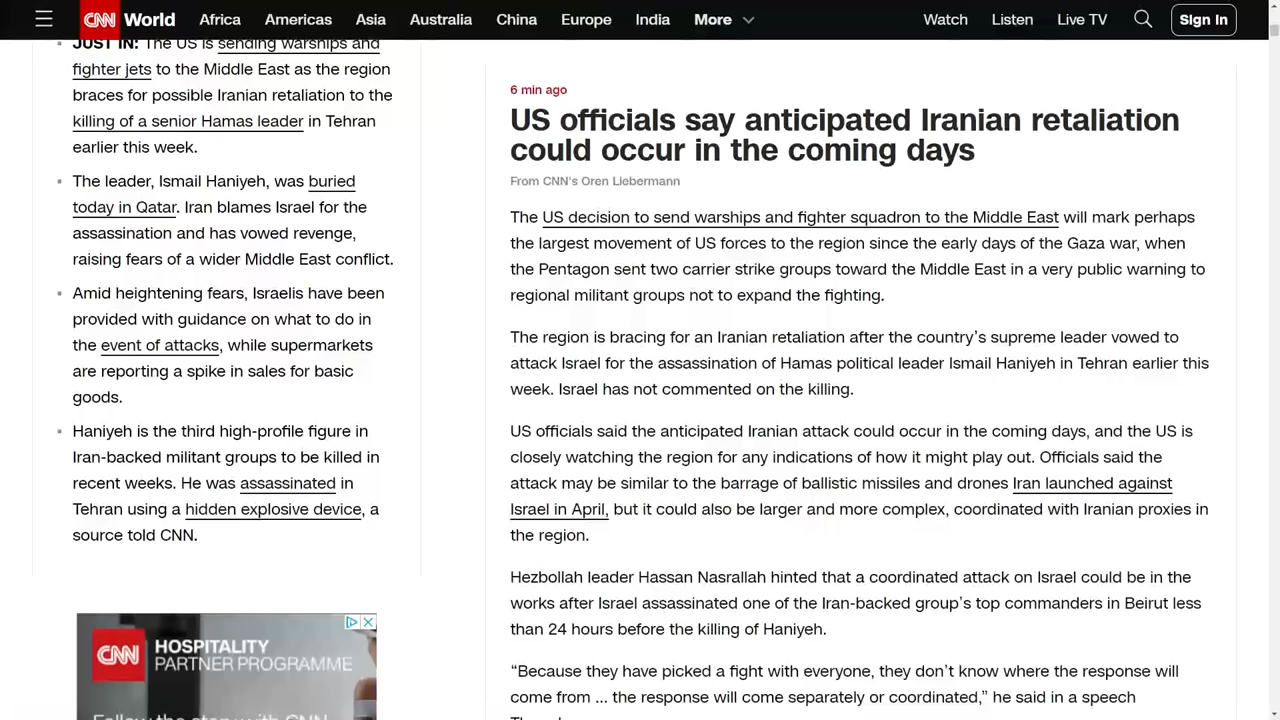 CNN World Africa Americas Asia Australia China Europe India More Watch Listen Live TV Sign In
JUST IN: The US is sending warships and
fighter jets to the Middle East as the region
braces for possible Iranian retaliation to the
killing of a senior Hamas leader in Tehran
earlier this week.
The leader, Ismail Haniyeh, was buried
today in Qatar. Iran blames Israel for the
assassination and has vowed revenge,
raising fears of a wider Middle East conflict.
Amid heightening fears, Israelis have been
provided with guidance on what to do in
the event of attacks, while supermarkets
are reporting a spike in sales for basic
goods.
Haniyeh is the third high-profile figure in
Iran-backed militant groups to be killed in
recent weeks. He was assassinated in
Tehran using a hidden explosive device, a
source told CNN.
CNN HOSPITALITY
PARTNER PROGRAMME
6 min ago
US officials say anticipated Iranian retaliation
could occur in the coming days
From CNN's Oren Liebermann
The US decision to send warships and fighter squadron to the Middle East will mark perhaps
the largest movement of US forces to the region since the early days of the Gaza war, when
the Pentagon sent two carrier strike groups toward the Middle East in a very public warning to
regional militant groups not to expand the fighting.
The region is bracing for an Iranian retaliation after the country's supreme leader vowed to
attack Israel for the assassination of Hamas political leader Ismail Haniyeh in Tehran earlier this
week. Israel has not commented on the killing.
US officials said the anticipated Iranian attack could occur in the coming days, and the US is
closely watching the region for any indications of how it might play out. Officials said the
attack may be similar to the barrage of ballistic missiles and drones Iran launched against
Israel in April, but it could also be larger and more complex, coordinated with Iranian proxies in
the region.
Hezbollah leader Hassan Nasrallah hinted that a coordinated attack on Israel could be in the
works after Israel assassinated one of the Iran-backed group's top commanders in Beirut less
than 24 hours before the killing of Haniyeh.
“Because they have picked a fight with everyone, they don't know where the response will
come from ... the response will come separately or coordinated,” he said in a speech